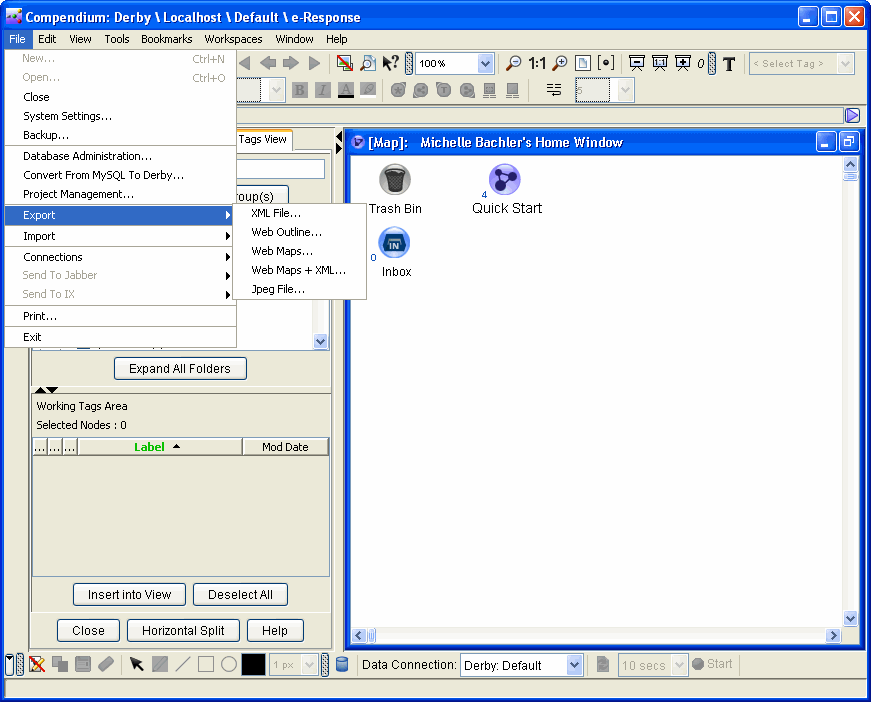 Compendium: Derby \ Localhost \ Default \ e-Response
File Edit View Tools Bookmarks Workspaces Window Help
New... Ctrl+N
Open... Ctrl+O
Close
System Settings...
Backup...
Database Administration...
Convert From MySQL To Derby...
Project Management...
Export
Import
Connections
Send To Jabber
Send To IX
Print...
Exit
XML File...
Web Outline...
Web Maps...
Web Maps + XML...
Jpeg File...
100%
1:1
0
T
< Select Tag >
B I A
5
Tags View
roup(s)
Expand All Folders
Working Tags Area
Selected Nodes : 0
... ... ... Label Mod Date
Insert into View Deselect All
Close Horizontal Split Help
[Map]: Michelle Bachler's Home Window
Trash Bin
4
Quick Start
IN
0
Inbox
1 px
Data Connection: Derby: Default
10 secs
Start